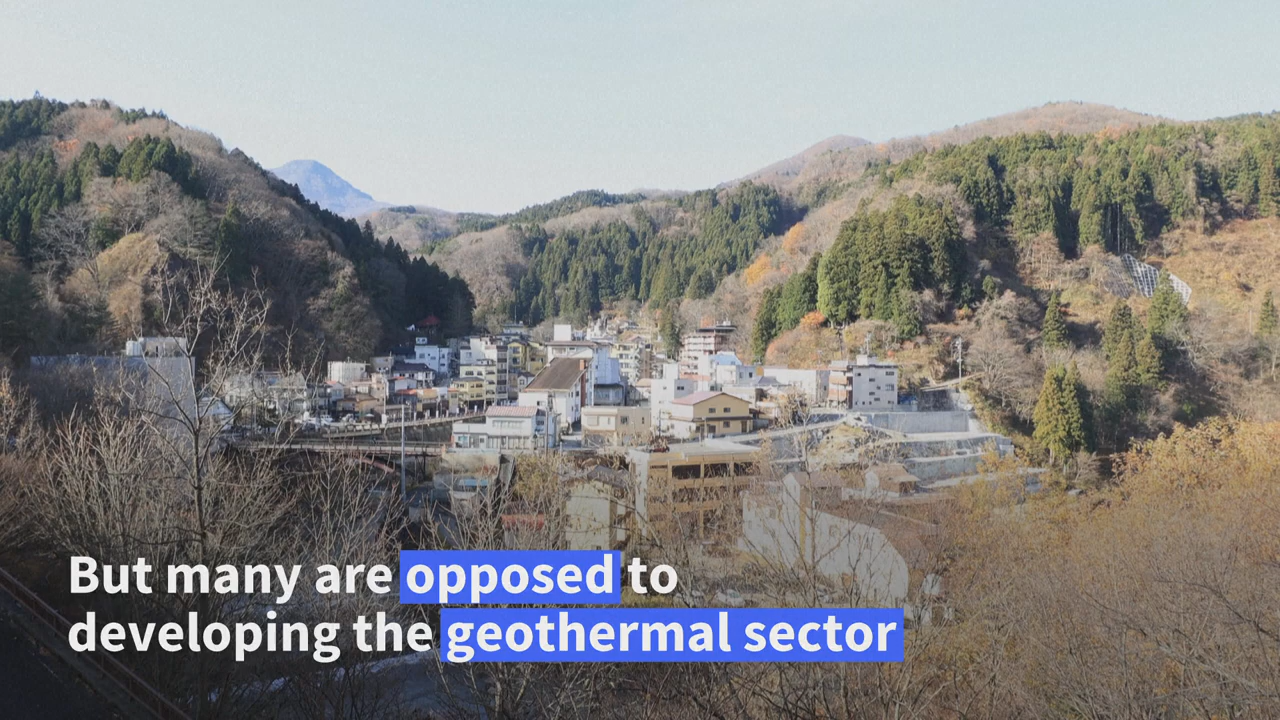 But many are opposed to
developing the geothermal sector